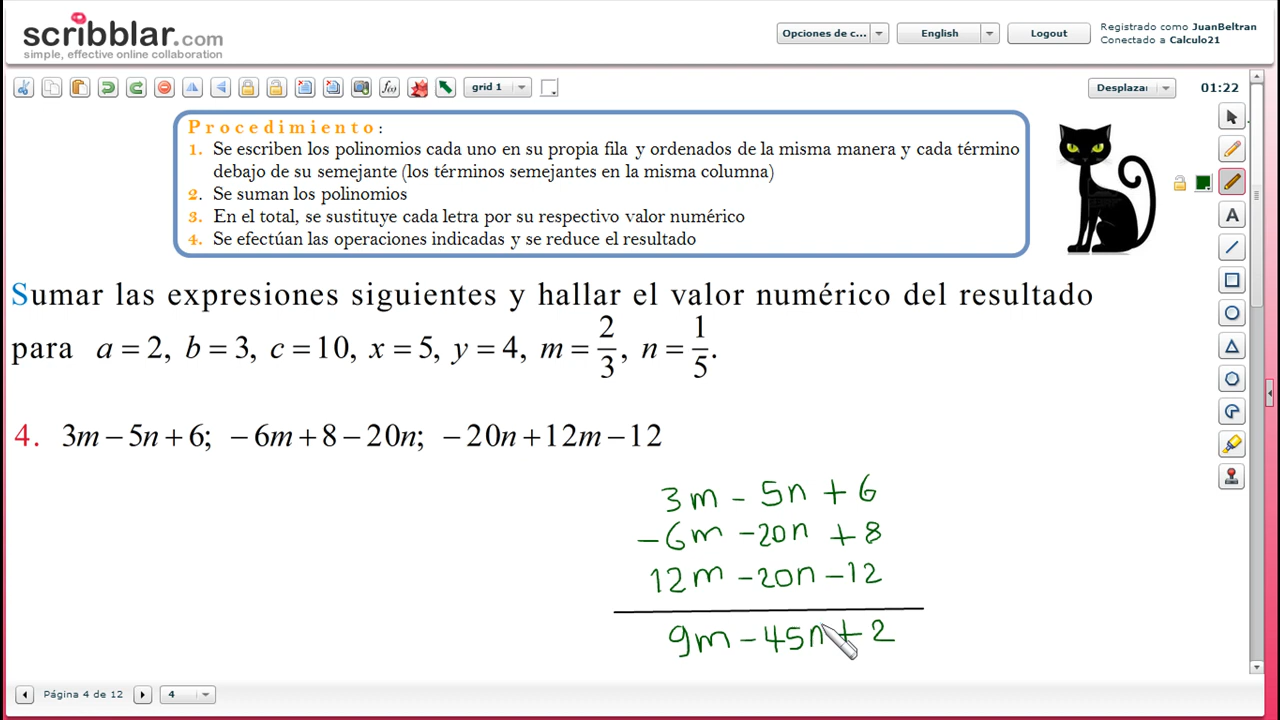 scribblar.com
simple, effective online collaboration
Opciones de c...
English
Logout
Registrado como JuanBeltran
Conectado a Calculo21
f(x)
grid 1
Desplaza
01:22
Procedimiento:
1. Se escriben los polinomios cada uno en su propia fila y ordenados de la misma manera y cada término
debajo de su semejante (los términos semejantes en la misma columna)
2. Se suman los polinomios
3. En el total, se sustituye cada letra por su respectivo valor numérico
4. Se efectúan las operaciones indicadas y se reduce el resultado
A
Sumar las expresiones siguientes y hallar el valor numérico del resultado
para a = 2, b = 3, c = 10, x = 5, y = 4, m = 2/3, n = 1/5.
4. 3m − 5n + 6; − 6m + 8 − 20n; − 20n + 12m − 12
3m - 5n + 6
-6m -20n + 8
12m -20n -12
9m - 45n + 2
Página 4 de 12
4